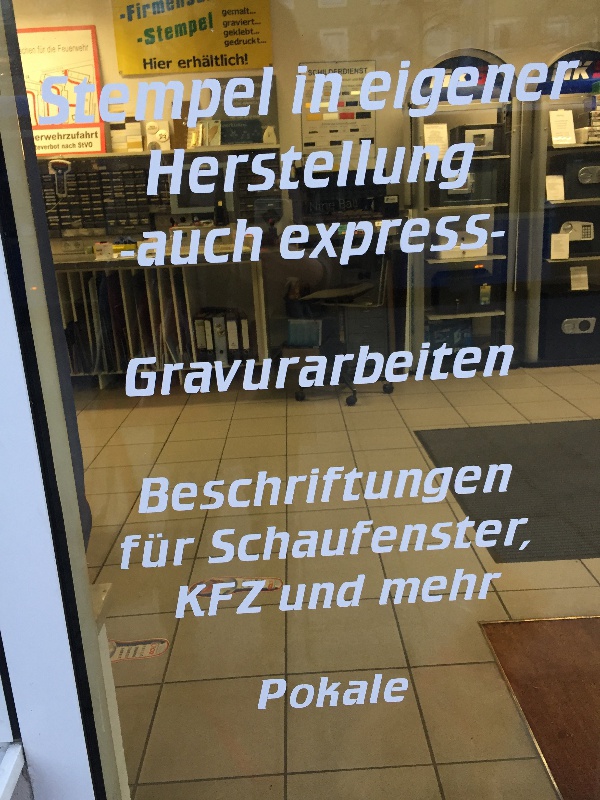 -Stempel
gemalt...
graviert...
geklebt...
gedruckt...
Hier erhältlich!
SCHILDERDIENST
Stempel in eigener
Herstellung
-auch express-
Gravurarbeiten
Beschriftungen
für Schaufenster,
KFZ und mehr
Pokale